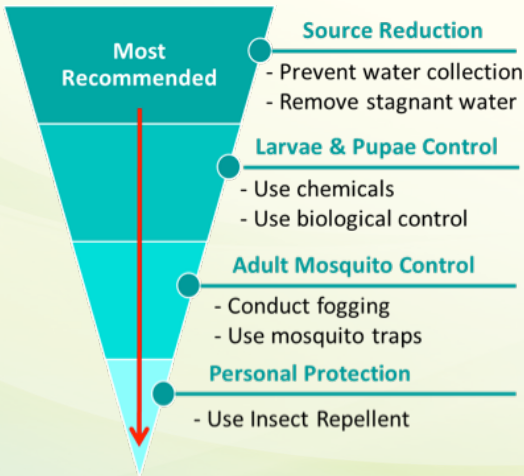 Most
Recommended
Source Reduction
- Prevent water collection
- Remove stagnant water
Larvae & Pupae Control
- Use chemicals
- Use biological control
Adult Mosquito Control
- Conduct fogging
- Use mosquito traps
Personal Protection
- Use Insect Repellent